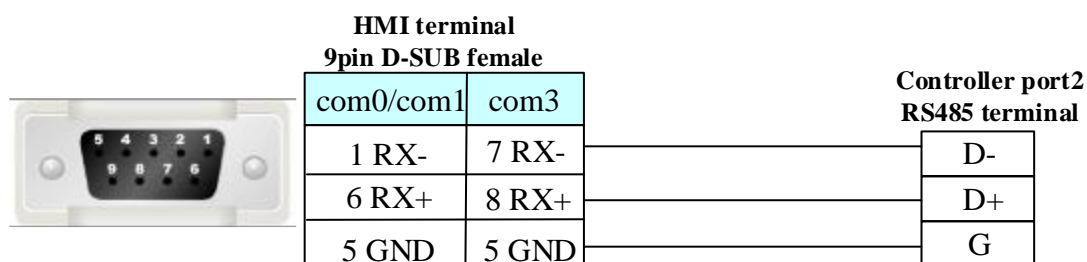 HMI terminal
9pin D-SUB female
Controller port2
RS485 terminal
com0/com1 com3
5 4 3 2 1
9 8 7 6
1 RX- 7 RX- D-
6 RX+ 8 RX+ D+
5 GND 5 GND G